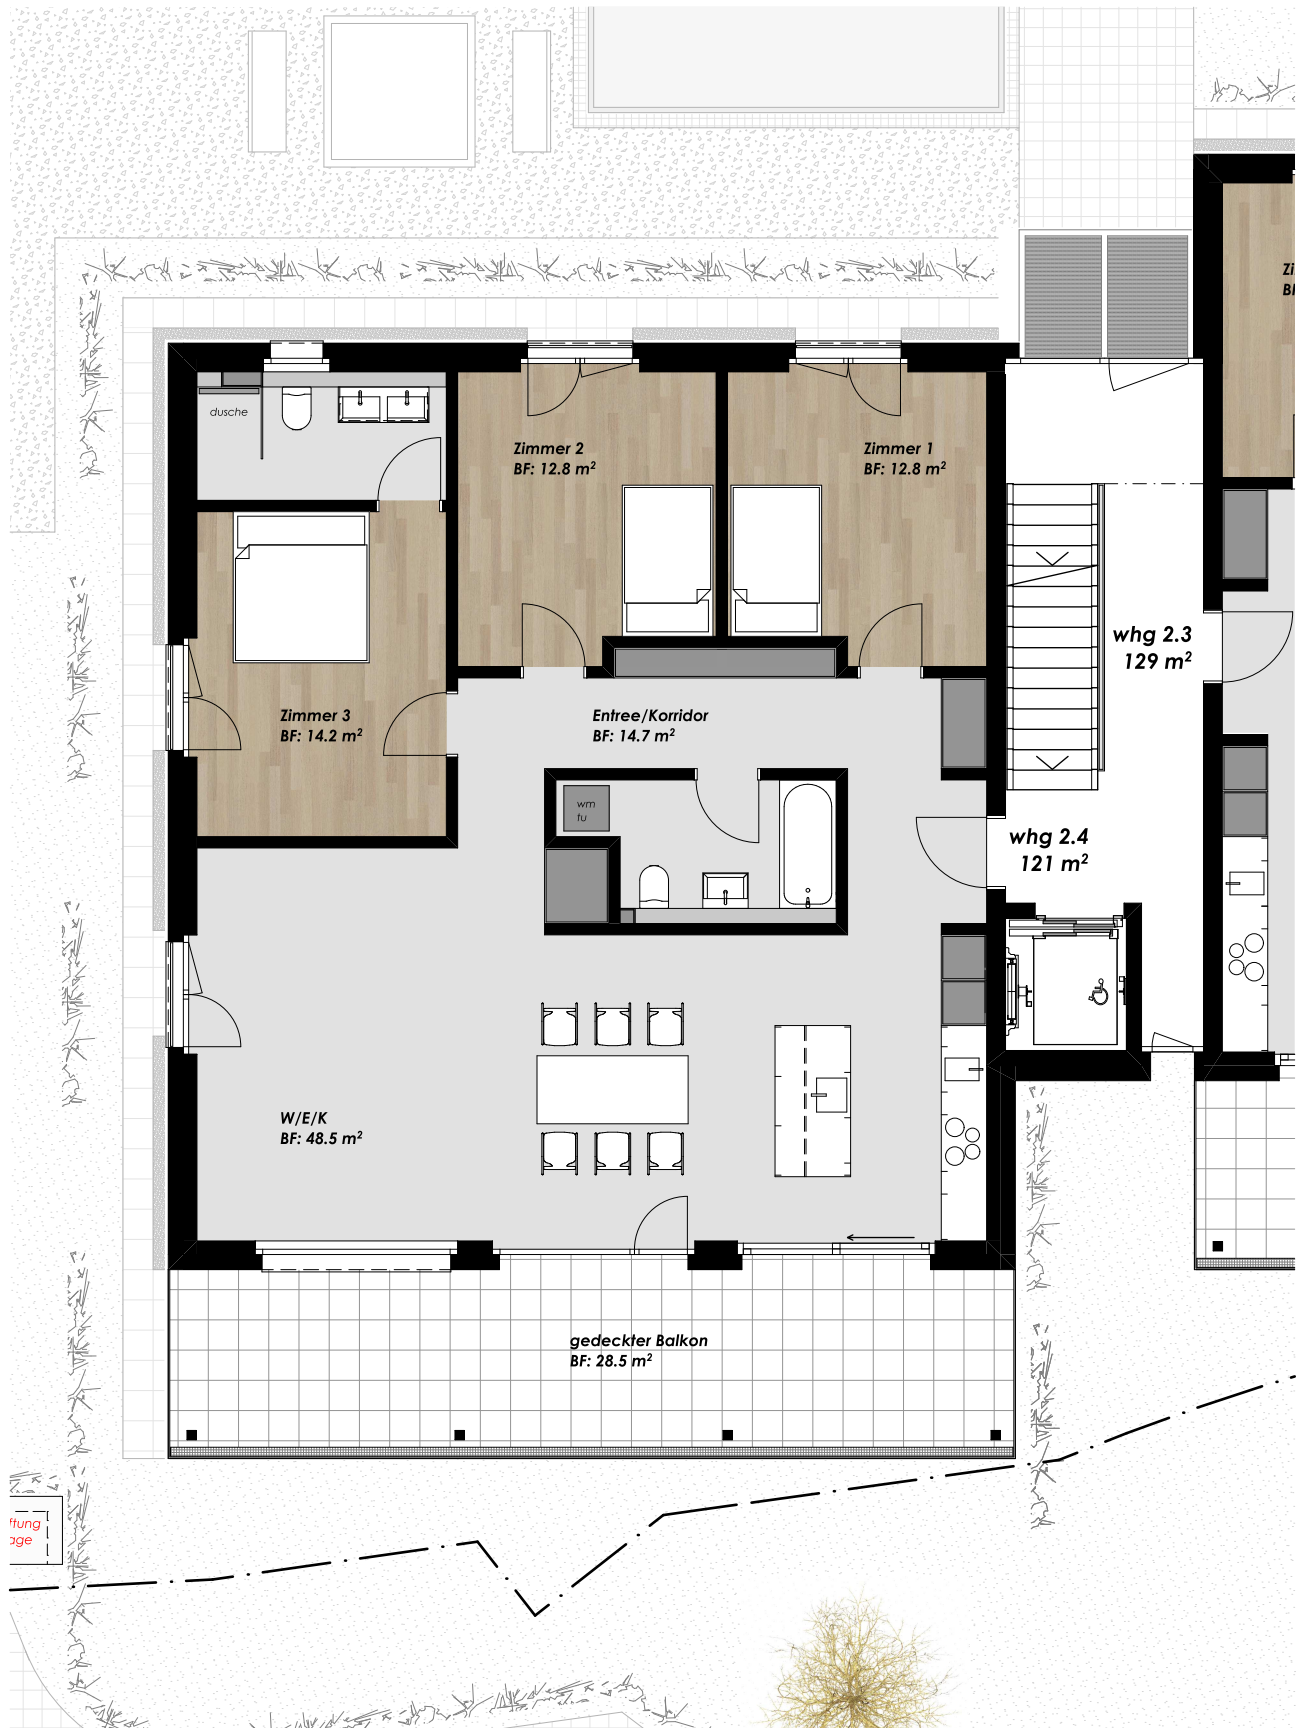 dusche
Zimmer 2
BF: 12.8 m²
Zimmer 1
BF: 12.8 m²
whg 2.3
129 m²
Zimmer 3
BF: 14.2 m²
Entree/Korridor
BF: 14.7 m²
wm
tu
whg 2.4
121 m²
W/E/K
BF: 48.5 m²
gedeckter Balkon
BF: 28.5 m²